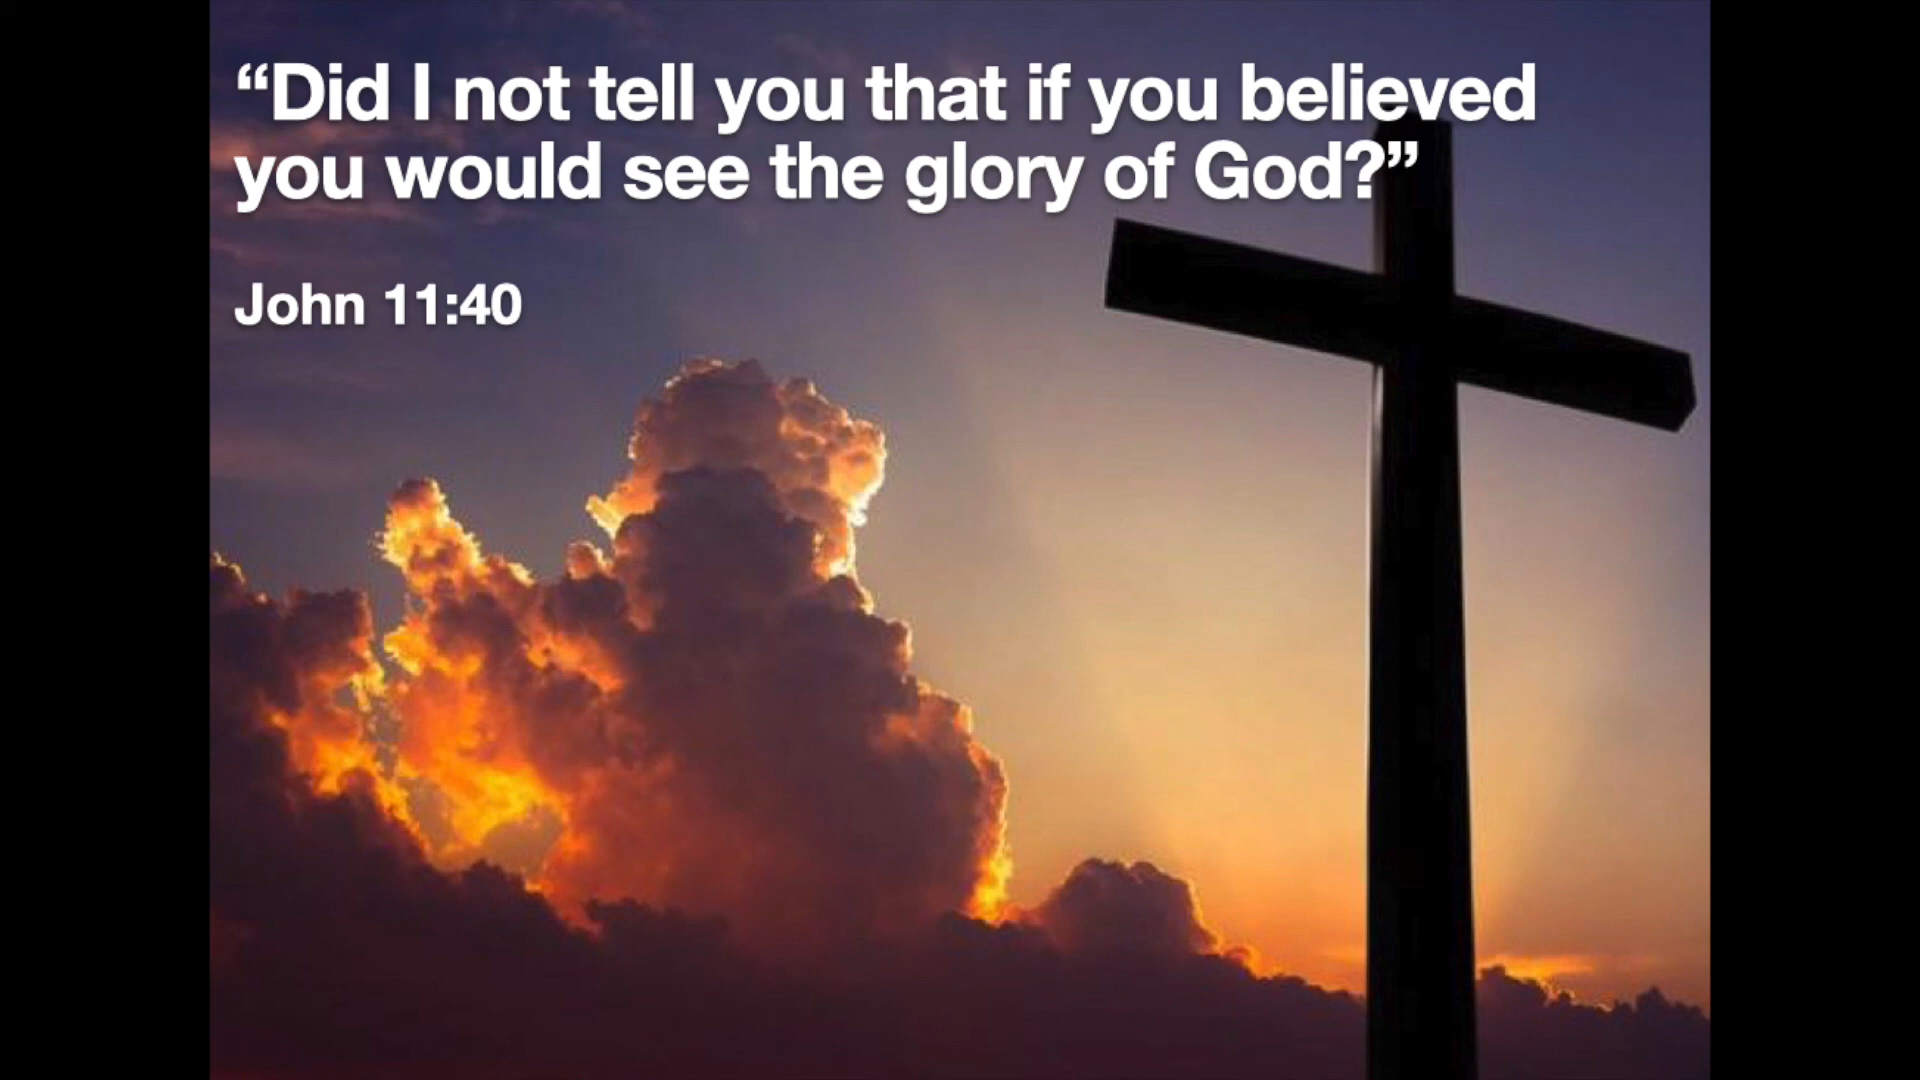 “Did I not tell you that if you believed
you would see the glory of God?”
John 11:40